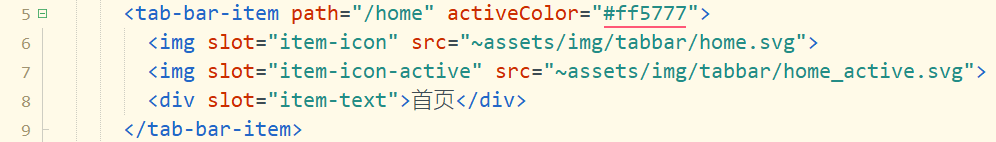 5 <tab-bar-item path="/home" activeColor="#ff5777">
6 <img slot="item-icon" src="~assets/img/tabbar/home.svg">
7 <img slot="item-icon-active" src="~assets/img/tabbar/home_active.svg">
8 <div slot="item-text">首页</div>
9 </tab-bar-item>